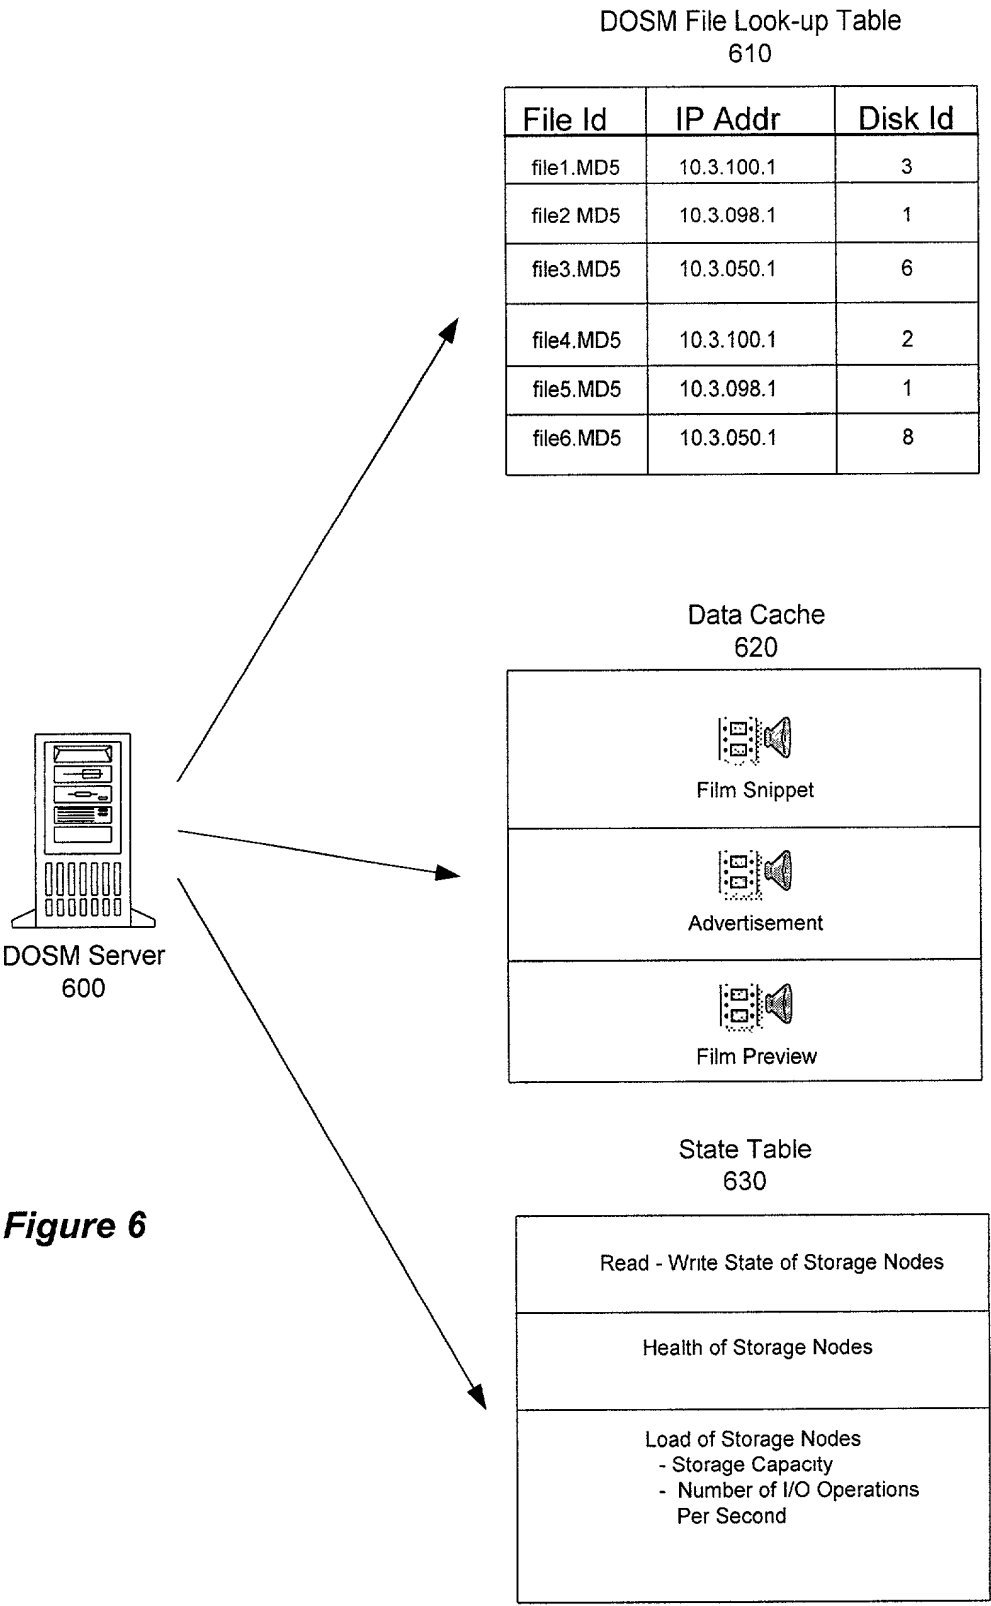 DOSM File Look-up Table
610
File Id IP Addr Disk Id
file1.MD5 10.3.100.1 3
file2 MD5 10.3.098.1 1
file3.MD5 10.3.050.1 6
file4.MD5 10.3.100.1 2
file5.MD5 10.3.098.1 1
file6.MD5 10.3.050.1 8
Data Cache
620
Film Snippet
Advertisement
Film Preview
DOSM Server
600
State Table
630
Read - Write State of Storage Nodes
Health of Storage Nodes
Load of Storage Nodes
- Storage Capacity
- Number of I/O Operations
Per Second
Figure 6